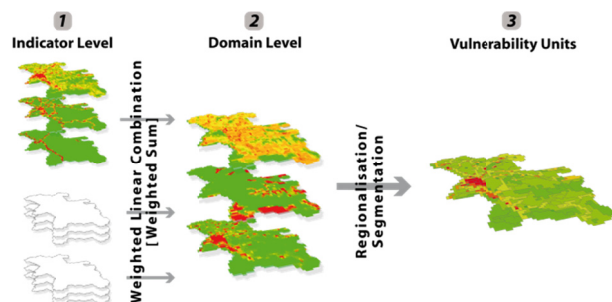 1
Indicator Level
2
Domain Level
3
Vulnerability Units
Weighted Linear Combination
[Weighted Sum]
Regionalisation/
Segmentation